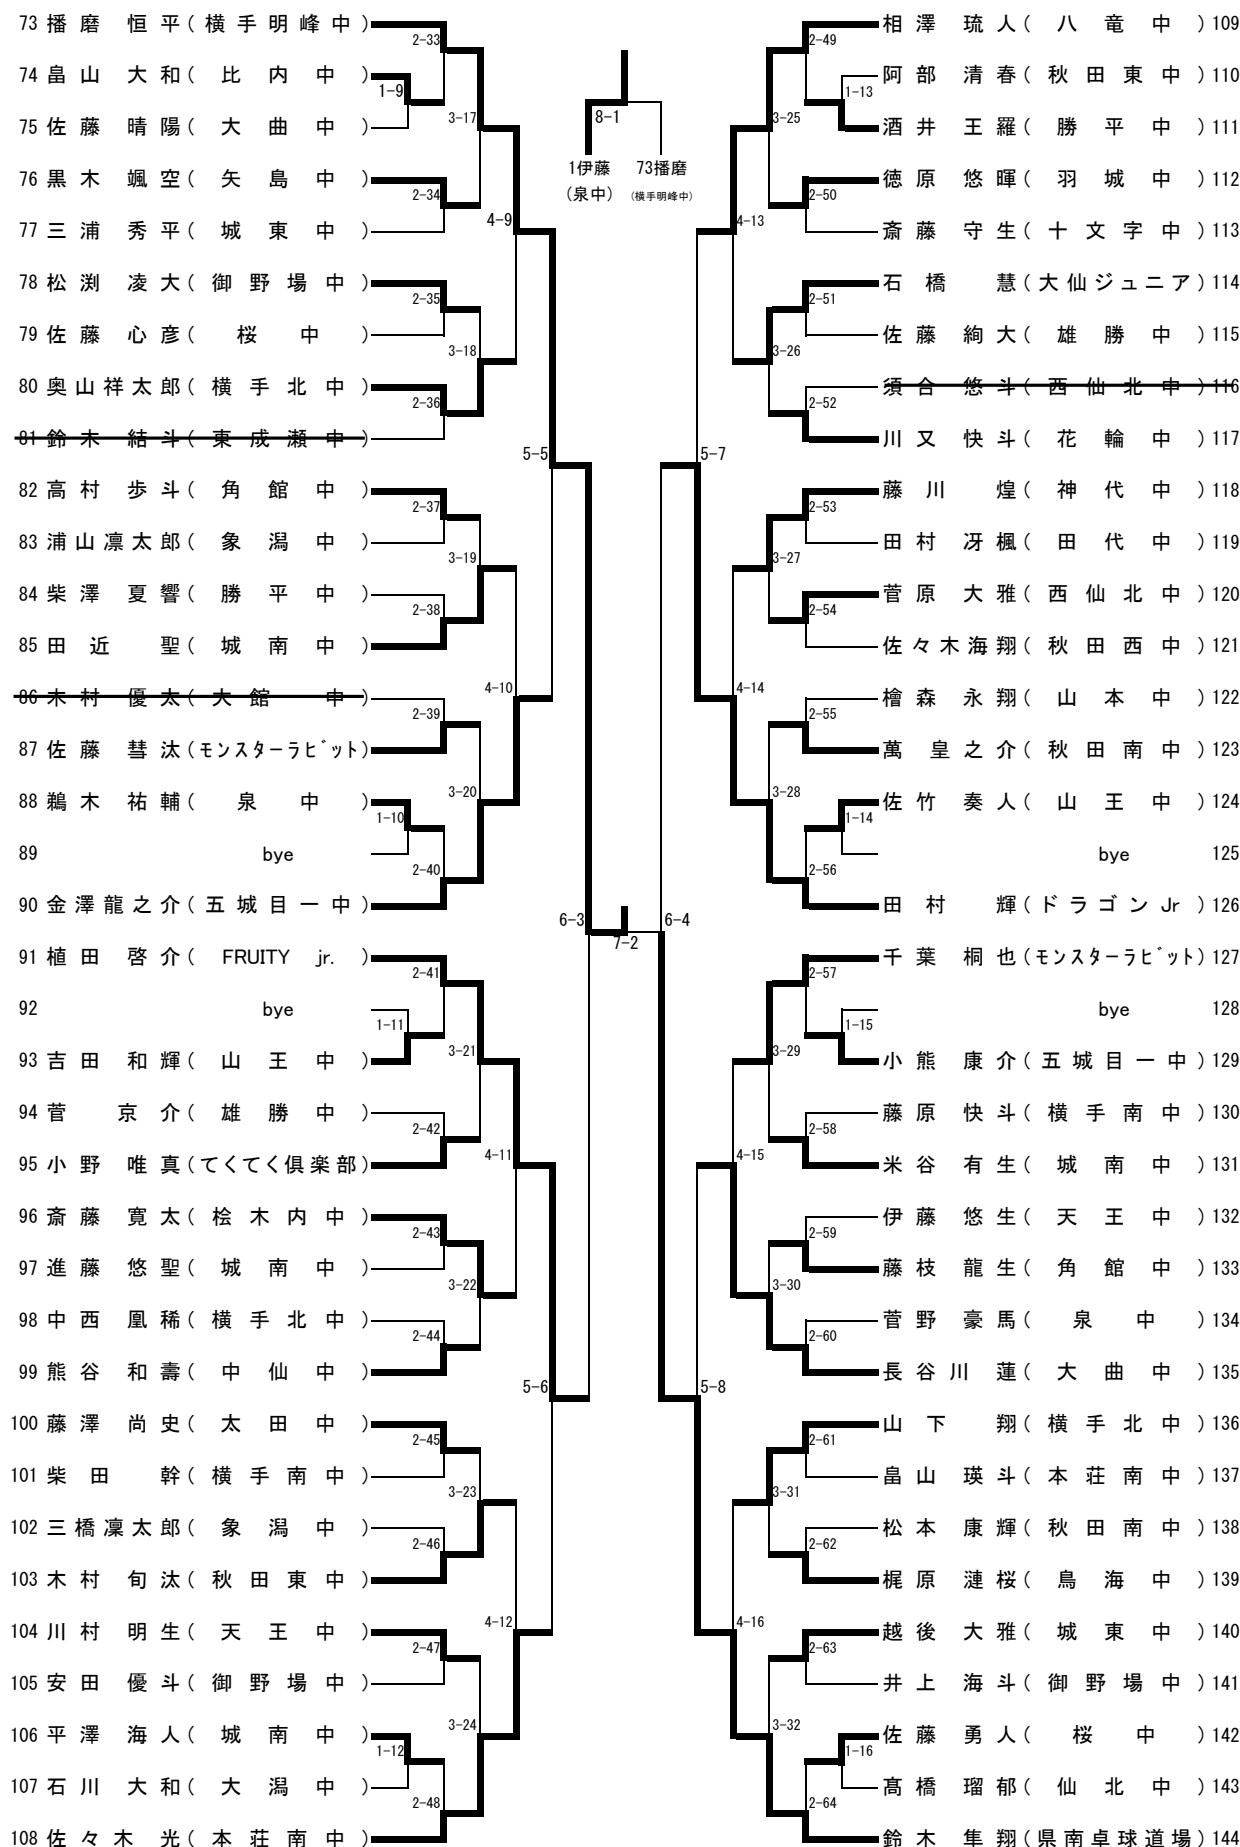 73 播磨 恒平(横手明峰中)
74 畠山 大和(比内中)
75 佐藤 晴陽(大曲中)
76 黒木 颯空(矢島中)
77 三浦 秀平(城東中)
78 松渕 凌大(御野場中)
79 佐藤 心彦(桜中)
80 奥山祥太郎(横手北中)
81 鈴木 結斗(東成瀬中)
82 高村 歩斗(角館中)
83 浦山凛太郎(象潟中)
84 柴澤 夏響(勝平中)
85 田近 聖(城南中)
86 木村 優太(大館 中)
87 佐藤 彗汰(モンスターラビット)
88 鵜木 祐輔(泉中)
89 bye
90 金澤龍之介(五城目一中)
91 植田 啓介(FRUITY jr.)
92 bye
93 吉田 和輝(山王中)
94 菅 京介(雄勝中)
95 小野 唯真(てくてく倶楽部)
96 斎藤 寛太(桧木内中)
97 進藤 悠聖(城南中)
98 中西 凰稀(横手北中)
99 熊谷 和壽(中仙中)
100 藤澤 尚史(太田中)
101 柴田 幹(横手南中)
102 三橋凜太郎(象潟中)
103 木村 旬汰(秋田東中)
104 川村 明生(天王中)
105 安田 優斗(御野場中)
106 平澤 海人(城南中)
107 石川 大和(大潟中)
108 佐々木 光(本荘南中)
1-9
1-10
1-11
1-12
2-33
2-34
2-35
2-36
2-37
2-38
2-39
2-40
2-41
2-42
2-43
2-44
2-45
2-46
2-47
2-48
3-17
3-18
3-19
3-20
3-21
3-22
3-23
3-24
4-9
4-10
4-11
4-12
5-5
5-6
6-3
8-1
1伊藤
(泉中)
73播磨
(横手明峰中)
7-2
6-4
5-7
5-8
4-13
4-14
4-15
4-16
3-25
3-26
3-27
3-28
3-29
3-30
3-31
3-32
2-49
2-50
2-51
2-52
2-53
2-54
2-55
2-56
2-57
2-58
2-59
2-60
2-61
2-62
2-63
2-64
1-13
1-14
1-15
1-16
相澤 琉人(八竜中)109
阿部 清春(秋田東中)110
酒井 王羅(勝平中)111
徳原 悠暉(羽城中)112
斎藤 守生(十文字中)113
石橋 慧(大仙ジュニア)114
佐藤 絢大(雄勝中)115
須合 悠斗(西仙北中)116
川又 快斗(花輪中)117
藤川 煌(神代中)118
田村 冴楓(田代中)119
菅原 大雅(西仙北中)120
佐々木海翔(秋田西中)121
檜森 永翔(山本中)122
萬 皇之介(秋田南中)123
佐竹 奏人(山王中)124
bye 125
田村 輝(ドラゴンJr)126
千葉 桐也(モンスターラビット)127
bye 128
小熊 康介(五城目一中)129
藤原 快斗(横手南中)130
米谷 有生(城南中)131
伊藤 悠生(天王中)132
藤枝 龍生(角館中)133
菅野 豪馬(泉中)134
長谷川 蓮(大曲中)135
山下 翔(横手北中)136
畠山 瑛斗(本荘南中)137
松本 康輝(秋田南中)138
梶原 漣桜(鳥海中)139
越後 大雅(城東中)140
井上 海斗(御野場中)141
佐藤 勇人(桜中)142
髙橋 瑠郁(仙北中)143
鈴木 隼翔(県南卓球道場)144